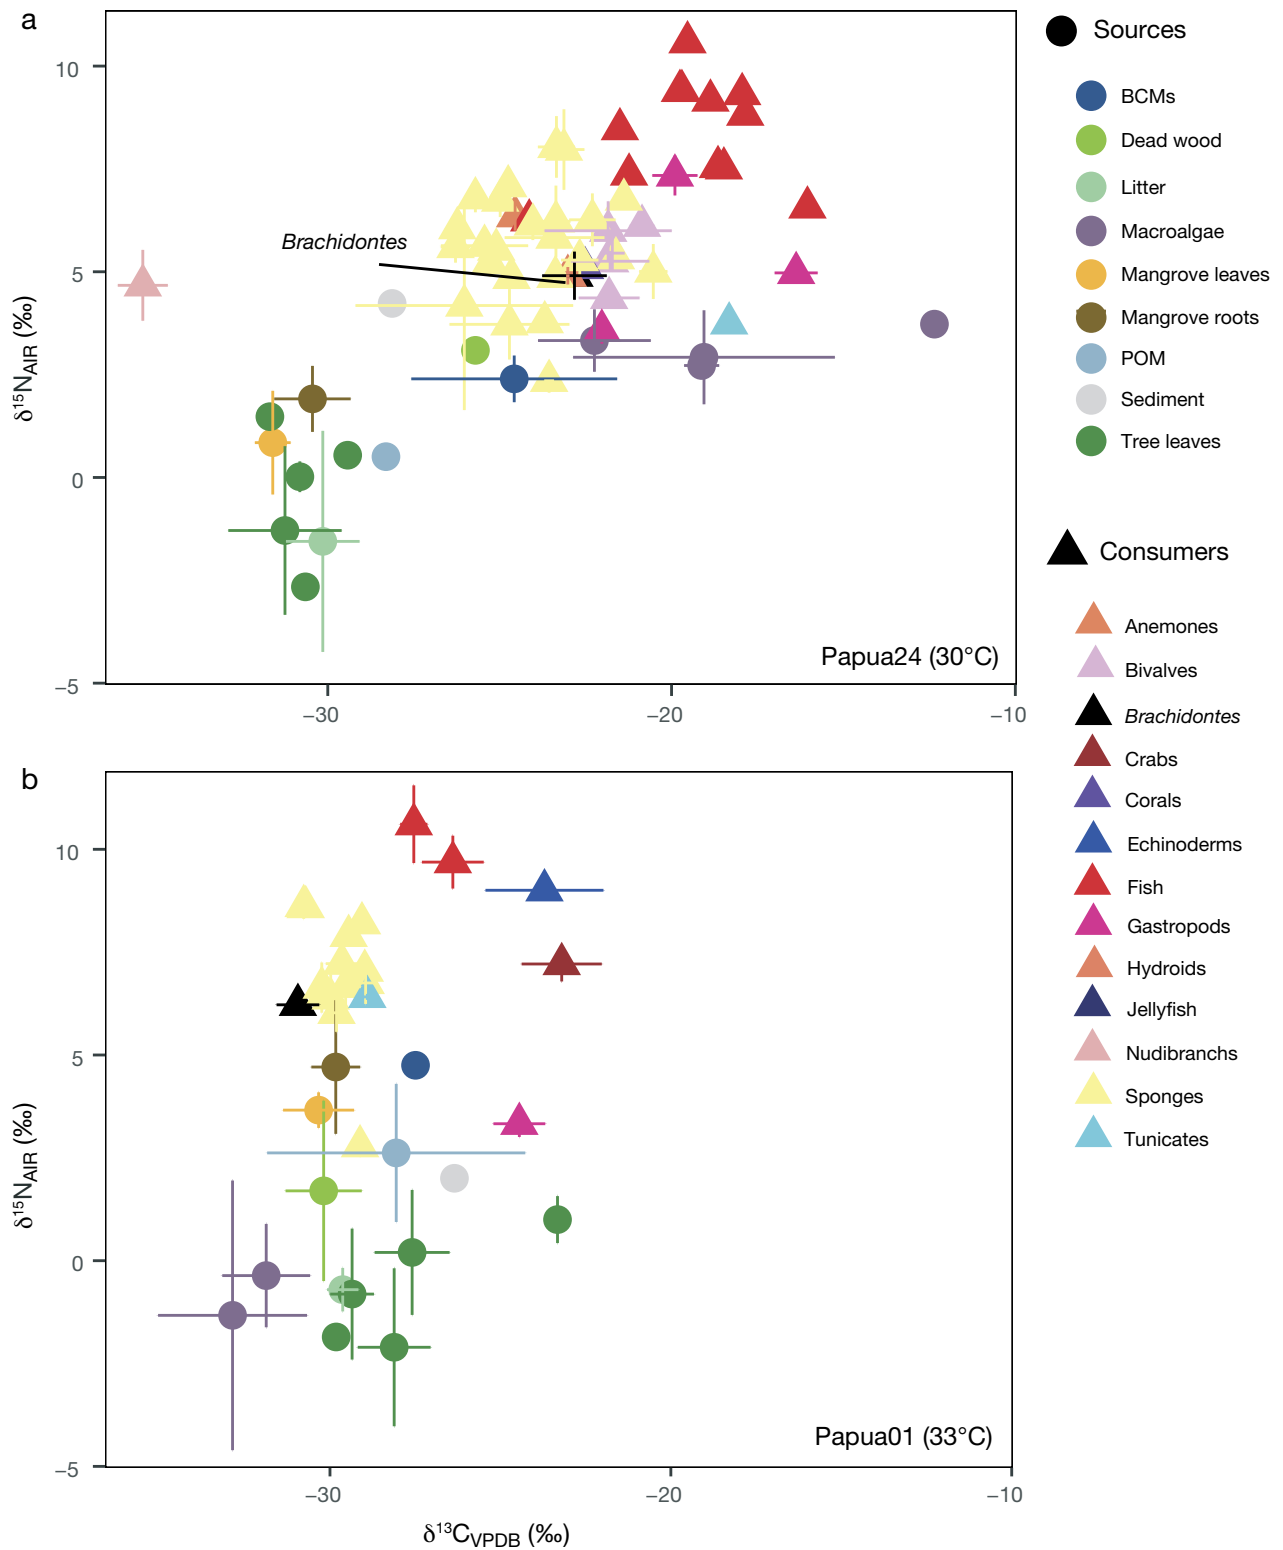 a
10
5
0
−5
δ15NAIR (‰)
Brachidontes
Papua24 (30°C)
−30
−20
−10
b
10
5
0
−5
δ15NAIR (‰)
Papua01 (33°C)
−30
−20
−10
δ13CVPDB (‰)
Sources
BCMs
Dead wood
Litter
Macroalgae
Mangrove leaves
Mangrove roots
POM
Sediment
Tree leaves
Consumers
Anemones
Bivalves
Brachidontes
Crabs
Corals
Echinoderms
Fish
Gastropods
Hydroids
Jellyfish
Nudibranchs
Sponges
Tunicates